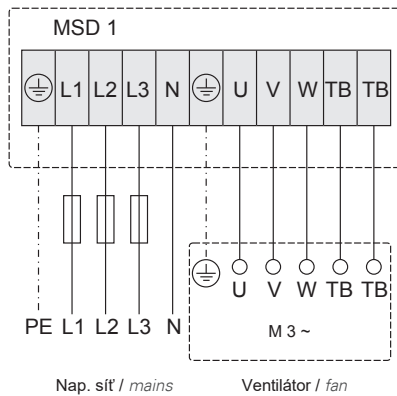 MSD 1
L1 L2 L3 N U V W TB TB
U V W TB TB
PE L1 L2 L3 N
M 3 ~
Nap. síť / mains Ventilátor / fan